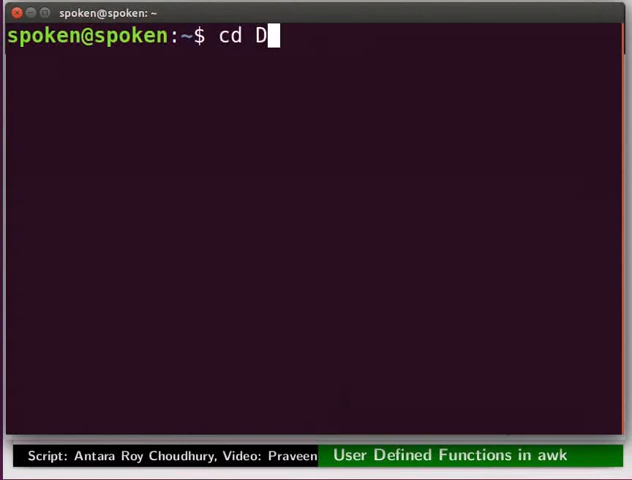 spoken@spoken: ~
spoken@spoken:~$ cd D
Script: Antara Roy Choudhury, Video: Praveen
User Defined Functions in awk